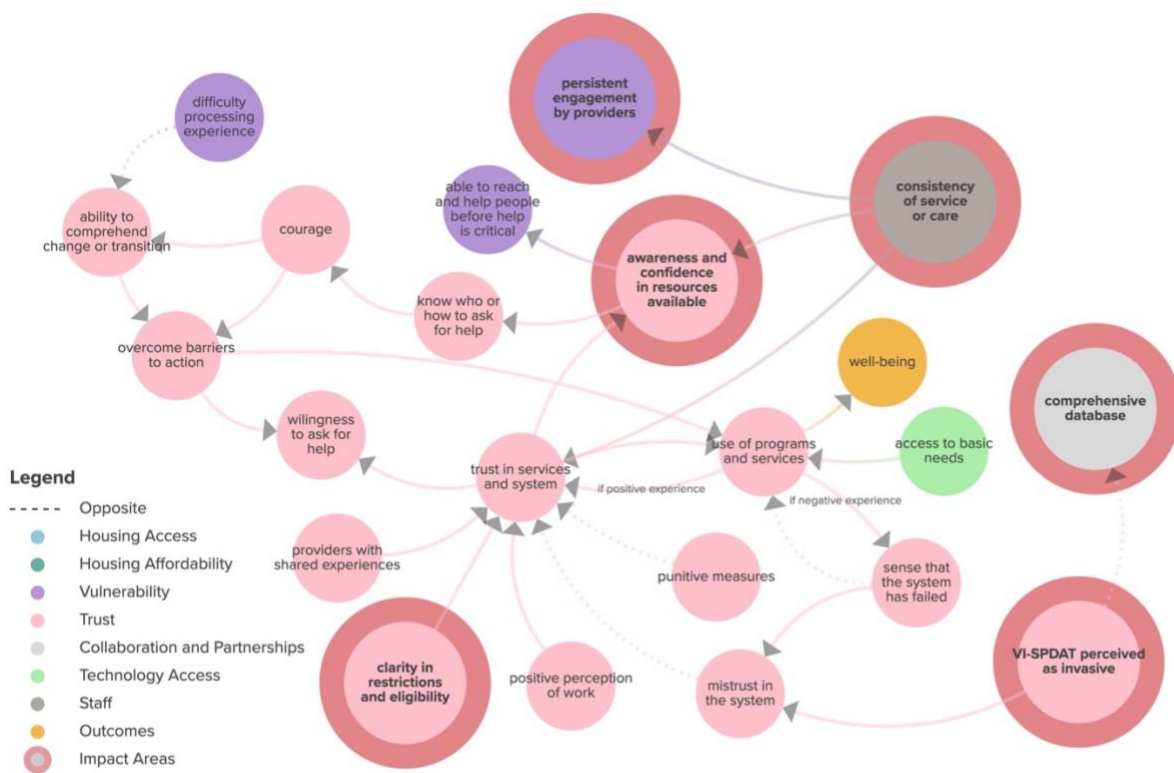 persistent
engagement
by providers
difficulty
processing
experience
consistency
of service
or care
able to reach
and help people
before help
is critical
ability to
comprehend
change or transition
courage
awareness and
confidence
in resources
available
know who or
how to ask
for help
overcome barriers
to action
well-being
comprehensive
database
wilingness
to ask for
help
use of programs
and services
access to basic
needs
trust in services
and system
if positive experience
if negative experience
providers with
shared experiences
punitive measures
sense that
the system
has failed
clarity in
restrictions
and eligibility
positive perception
of work
mistrust in
the system
VI-SPDAT perceived
as invasive
Legend
Opposite
Housing Access
Housing Affordability
Vulnerability
Trust
Collaboration and Partnerships
Technology Access
Staff
Outcomes
Impact Areas